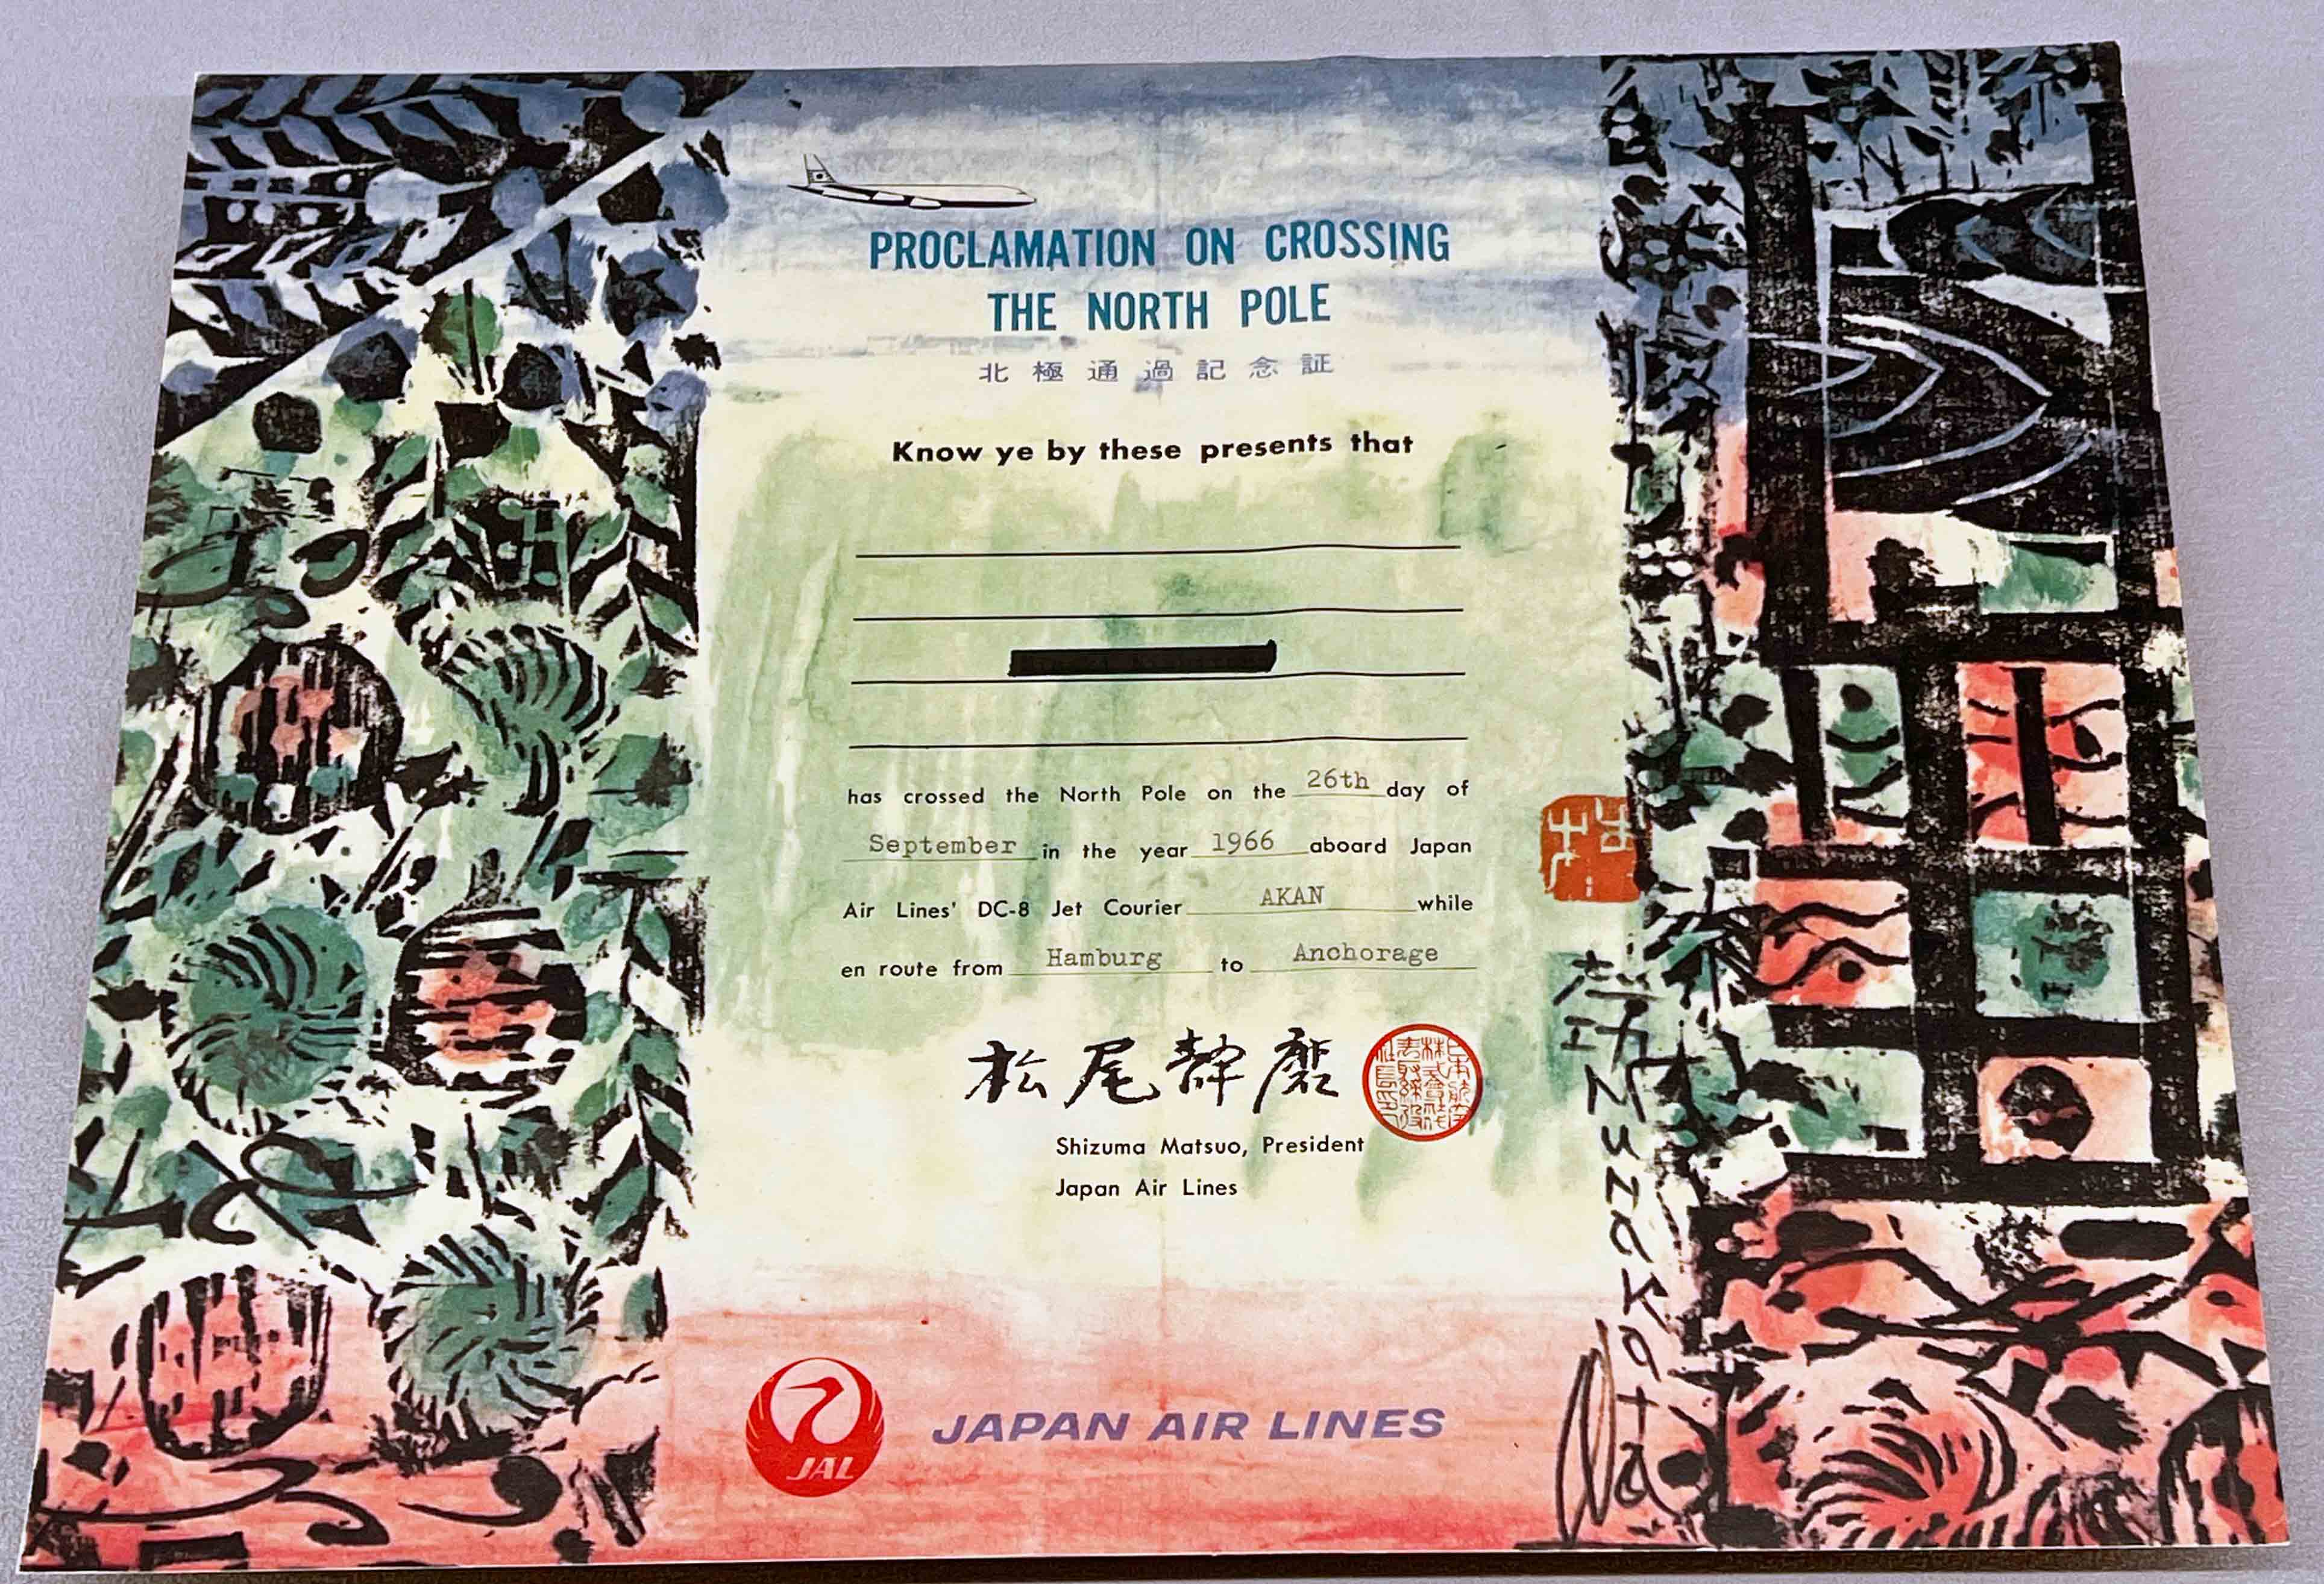 PROCLAMATION ON CROSSING
THE NORTH POLE
北極通過記念証
Know ye by these presents that
has crossed the North Pole on the 26th day of
September in the year 1966 aboard Japan
Air Lines' DC-8 Jet Courier AKAN while
en route from Hamburg to Anchorage
松尾静磨
Shizuma Matsuo, President
Japan Air Lines
JAL
JAPAN AIR LINES